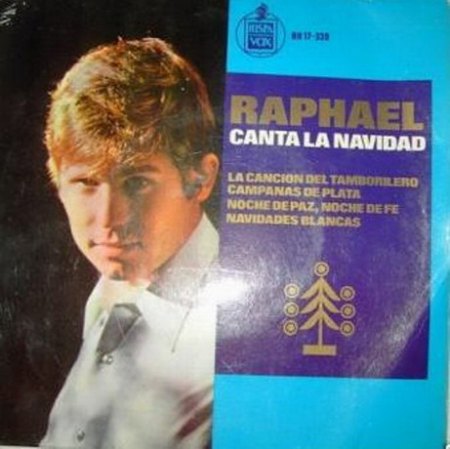 HISPA
VOX
HH 17-339
RAPHAEL
CANTA LA NAVIDAD
LA CANCION DEL TAMBORILERO
CAMPANAS DE PLATA
NOCHE DE PAZ, NOCHE DE FE
NAVIDADES BLANCAS